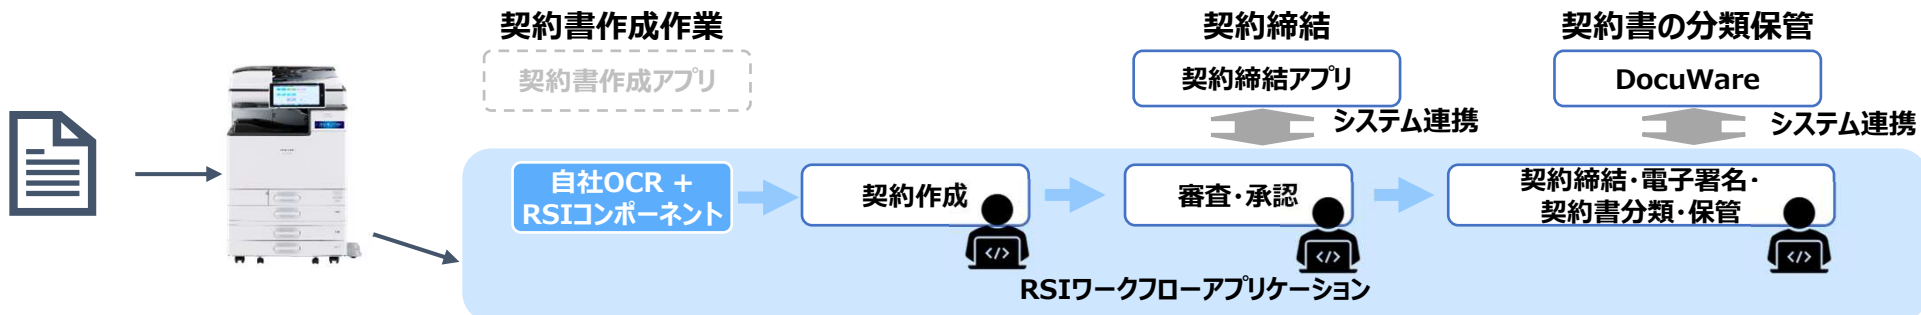 契約書作成作業
契約締結
契約書の分類保管
契約書作成アプリ
契約締結アプリ
DocuWare
システム連携
システム連携
自社OCR +
RSIコンポーネント
契約作成
審査・承認
契約締結・電子署名・
契約書分類・保管
</>
</>
</>
RSIワークフローアプリケーション